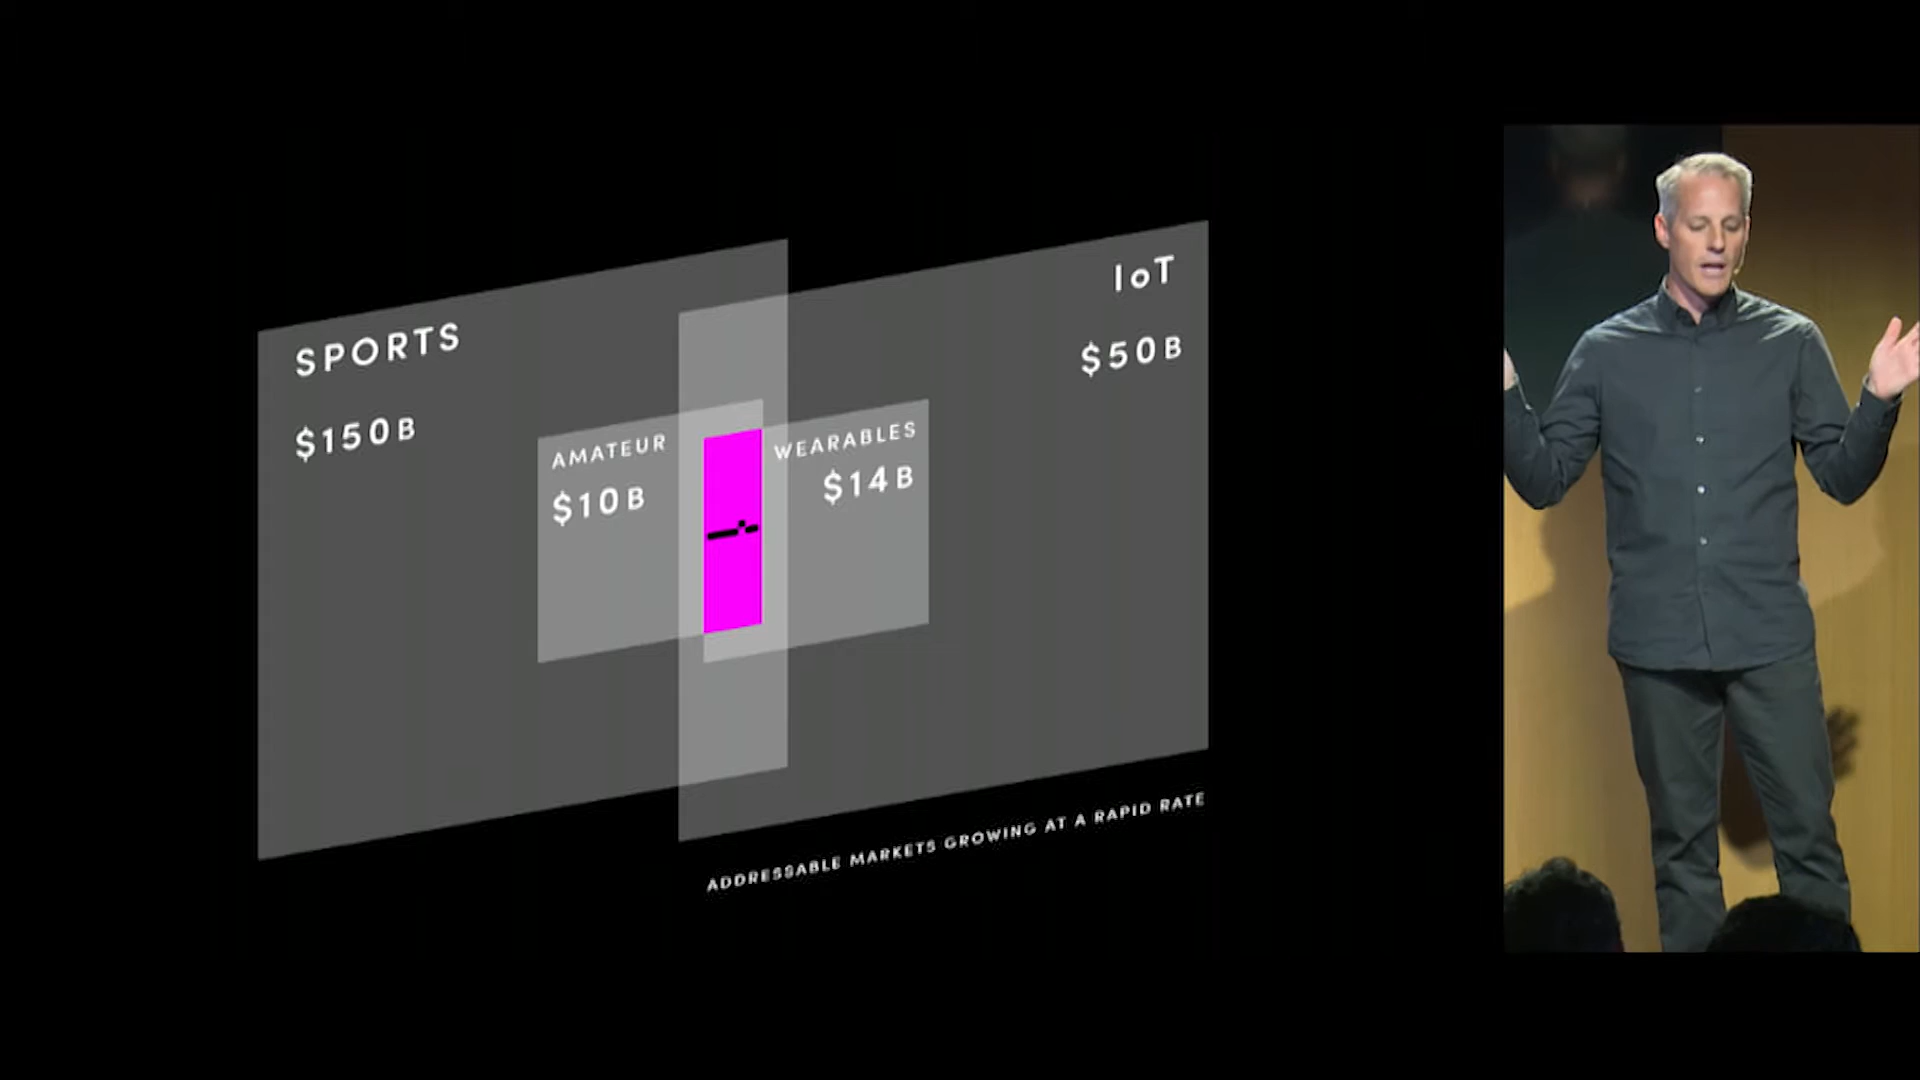 SPORTS
$150B
IoT
$50B
AMATEUR
$10B
WEARABLES
$14B
ADDRESSABLE MARKETS GROWING AT A RAPID RATE